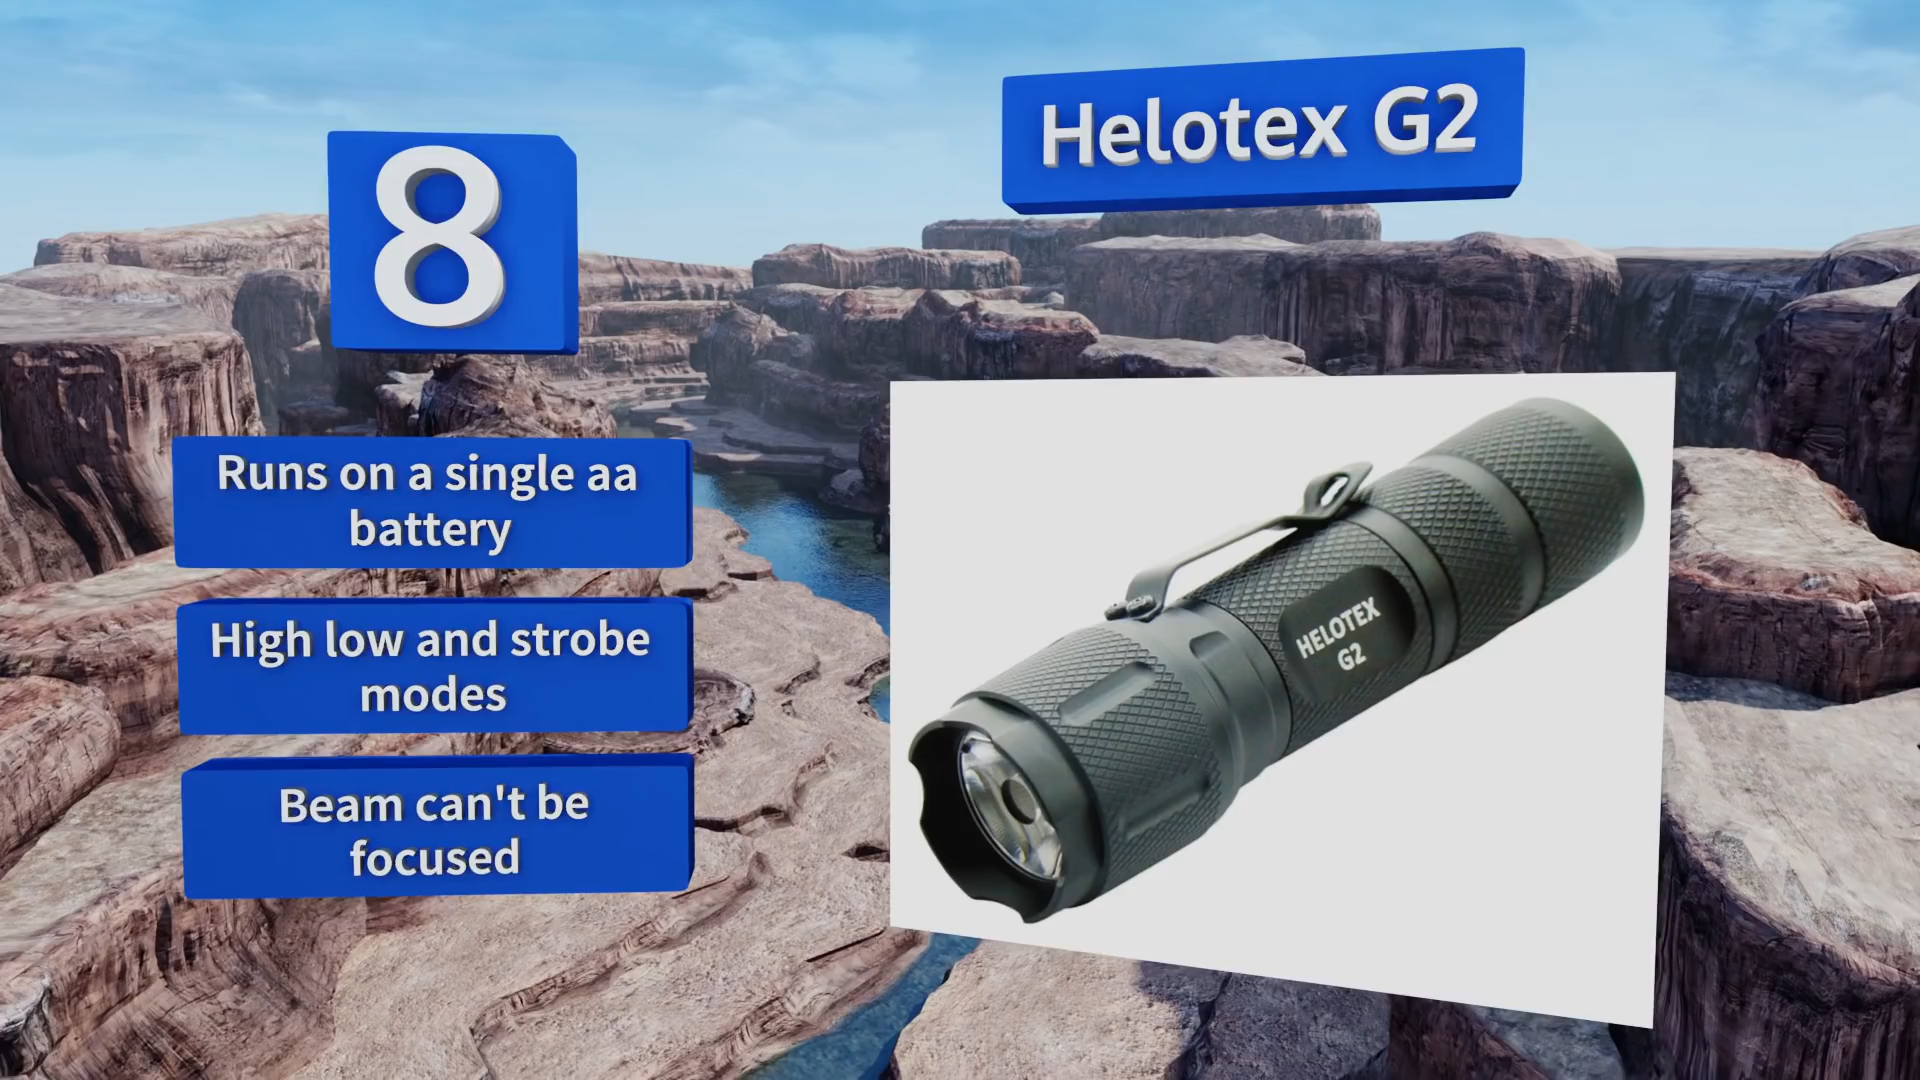 8
Helotex G2
Runs on a single aa
battery
High low and strobe
modes
Beam can't be
focused
HELOTEX
G2